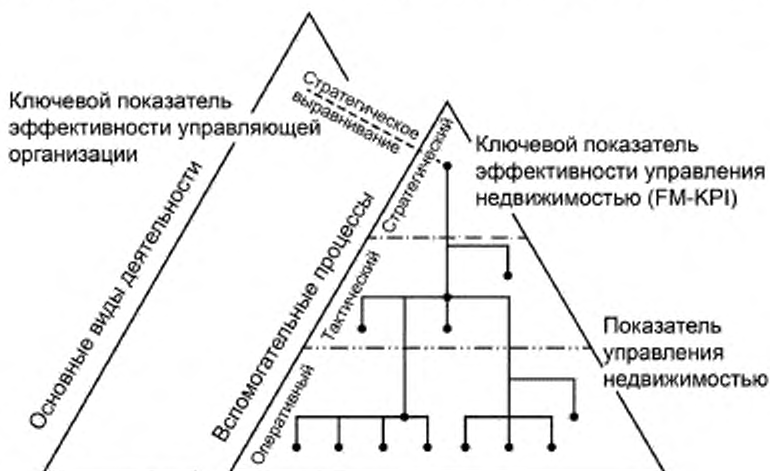 Ключевой показатель
эффективности управляющей
организации
Стратегическое
выравнивание
Ключевой показатель
эффективности управления
недвижимостью (FM-KPI)
Основные виды деятельности
Вспомогательные процессы
Стратегический
Тактический
Оперативный
Показатель
управления
недвижимостью